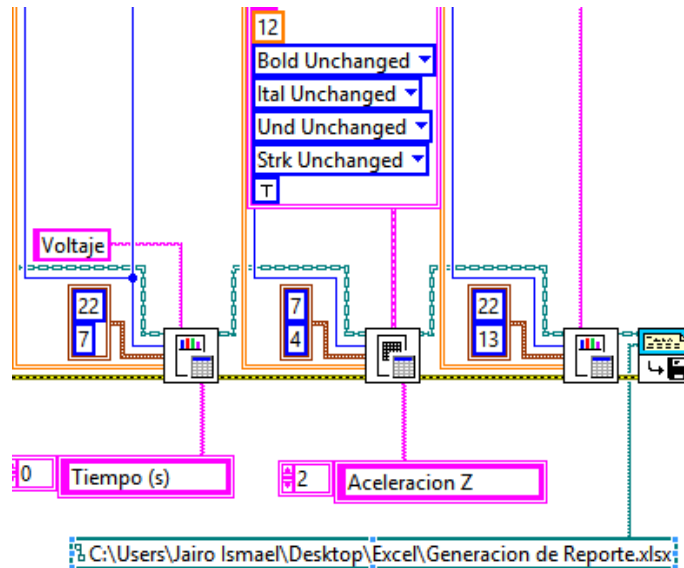 12
Bold Unchanged
Ital Unchanged
Und Unchanged
Strk Unchanged
T
Voltaje
22
7
7
4
22
13
0
Tiempo (s)
2
Aceleracion Z
C:\Users\Jairo Ismael\Desktop\Excel\Generacion de Reporte.xlsx